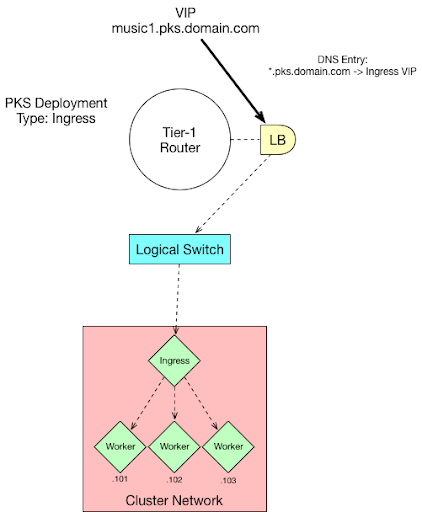 VIP
music1.pks.domain.com
DNS Entry:
*.pks.domain.com -> Ingress VIP
PKS Deployment
Type: Ingress
Tier-1
Router
LB
Logical Switch
Ingress
Worker
Worker
Worker
.101
.102
.103
Cluster Network